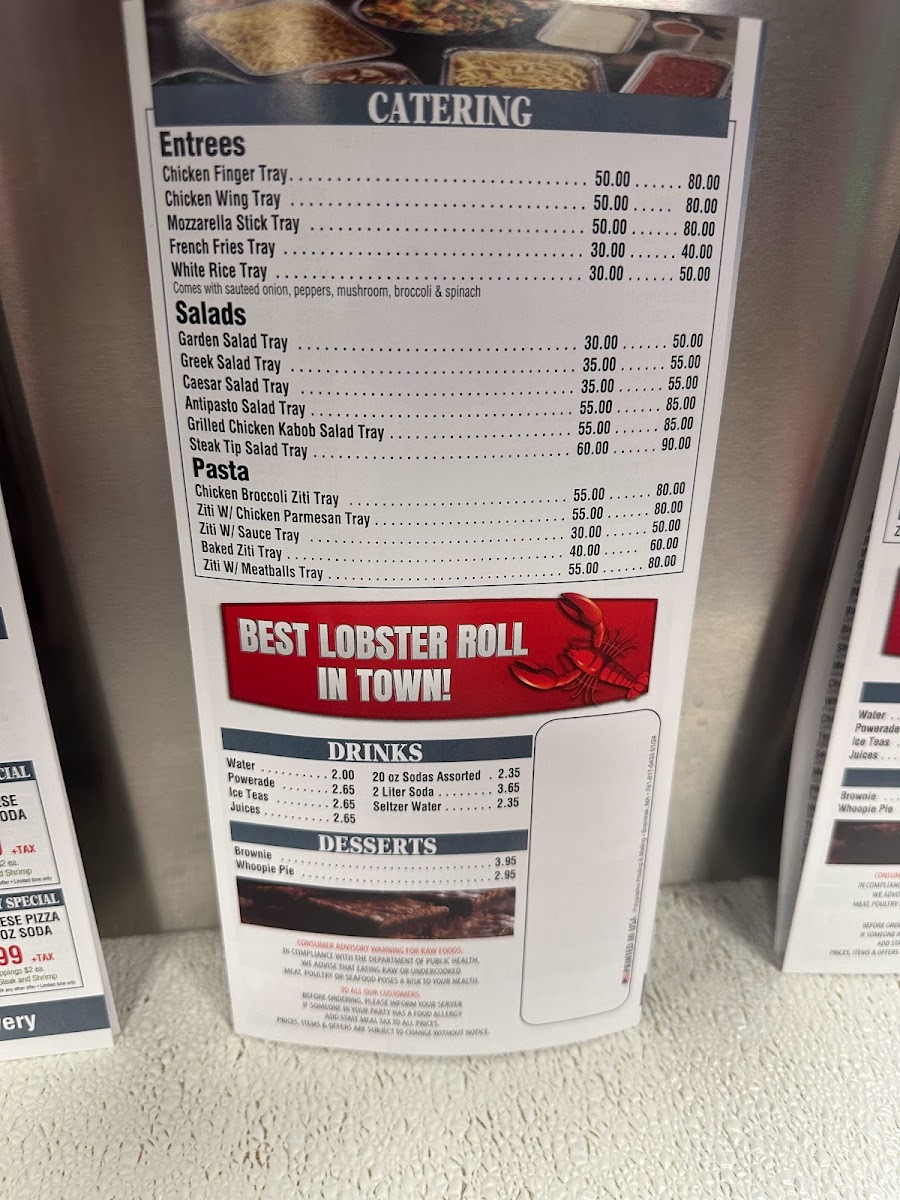 CATERING
Entrees
Chicken Finger Tray 50.00 80.00
Chicken Wing Tray 50.00 80.00
Mozzarella Stick Tray 50.00 80.00
French Fries Tray 30.00 40.00
White Rice Tray 30.00 50.00
Comes with sauteed onion, peppers, mushroom, broccoli & spinach
Salads
Garden Salad Tray 30.00 50.00
Greek Salad Tray 35.00 55.00
Caesar Salad Tray 35.00 55.00
Antipasto Salad Tray 55.00 85.00
Grilled Chicken Kabob Salad Tray 55.00 85.00
Steak Tip Salad Tray 60.00 90.00
Pasta
Chicken Broccoli Ziti Tray 55.00 80.00
Ziti W/ Chicken Parmesan Tray 55.00 80.00
Ziti W/ Sauce Tray 30.00 50.00
Baked Ziti Tray 40.00 60.00
Ziti W/ Meatballs Tray 55.00 80.00
BEST LOBSTER ROLL
IN TOWN!
DRINKS
Water 2.00
Powerade 2.65
Ice Teas 2.65
Juices 2.65
20 oz Sodas Assorted 2.35
2 Liter Soda 3.65
Seltzer Water 2.35
DESSERTS
Brownie 3.95
Whoopie Pie 2.95
CONSUMER ADVISORY WARNING FOR RAW FOODS:
IN COMPLIANCE WITH THE DEPARTMENT OF PUBLIC HEALTH,
WE ADVISE THAT EATING RAW OR UNDERCOOKED
MEAT, POULTRY OR SEAFOOD POSES A RISK TO YOUR HEALTH.
TO ALL OUR CUSTOMERS:
BEFORE ORDERING, PLEASE INFORM YOUR SERVER
IF SOMEONE IN YOUR PARTY HAS A FOOD ALLERGY
ADD STATE MEAL TAX TO ALL PRICES.
PRICES, ITEMS & OFFERS ARE SUBJECT TO CHANGE WITHOUT NOTICE.
PRINTED IN USA
+TAX
SPECIAL
PIZZA
OZ SODA
99 +TAX
Steak and Shrimp
Water
Powerade
Ice Teas
Juices
Brownie
Whoopie Pie